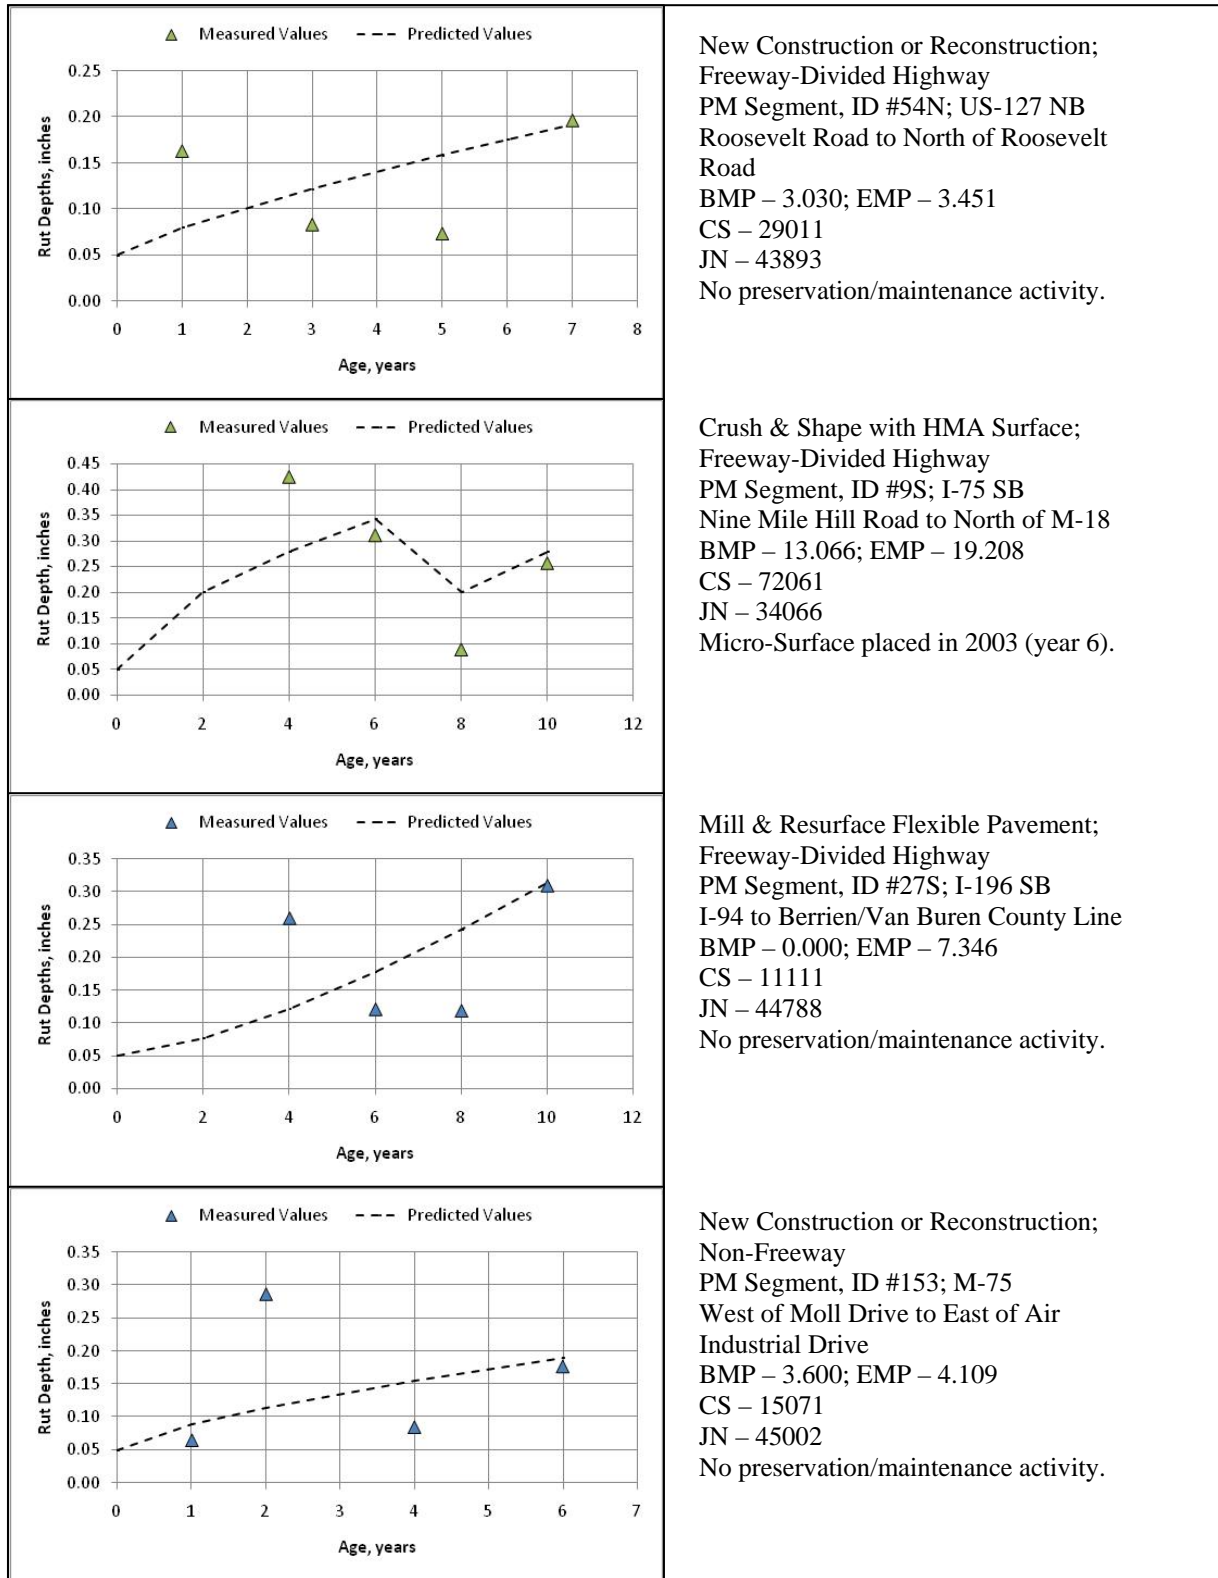 Measured Values Predicted Values
0.25
0.20
0.15
0.10
0.05
0.00
Rut Depths, inches
0 1 2 3 4 5 6 7 8
Age, years
New Construction or Reconstruction;
Freeway-Divided Highway
PM Segment, ID #54N; US-127 NB
Roosevelt Road to North of Roosevelt
Road
BMP – 3.030; EMP – 3.451
CS – 29011
JN – 43893
No preservation/maintenance activity.
Measured Values Predicted Values
0.45
0.40
0.35
0.30
0.25
0.20
0.15
0.10
0.05
0.00
Rut Depth, inches
0 2 4 6 8 10 12
Age, years
Crush & Shape with HMA Surface;
Freeway-Divided Highway
PM Segment, ID #9S; I-75 SB
Nine Mile Hill Road to North of M-18
BMP – 13.066; EMP – 19.208
CS – 72061
JN – 34066
Micro-Surface placed in 2003 (year 6).
Measured Values Predicted Values
0.35
0.30
0.25
0.20
0.15
0.10
0.05
0.00
Rut Depths, inches
0 2 4 6 8 10 12
Age, years
Mill & Resurface Flexible Pavement;
Freeway-Divided Highway
PM Segment, ID #27S; I-196 SB
I-94 to Berrien/Van Buren County Line
BMP – 0.000; EMP – 7.346
CS – 11111
JN – 44788
No preservation/maintenance activity.
Measured Values Predicted Values
0.35
0.30
0.25
0.20
0.15
0.10
0.05
0.00
Rut Depth, inches
0 1 2 3 4 5 6 7
Age, years
New Construction or Reconstruction;
Non-Freeway
PM Segment, ID #153; M-75
West of Moll Drive to East of Air
Industrial Drive
BMP – 3.600; EMP – 4.109
CS – 15071
JN – 45002
No preservation/maintenance activity.